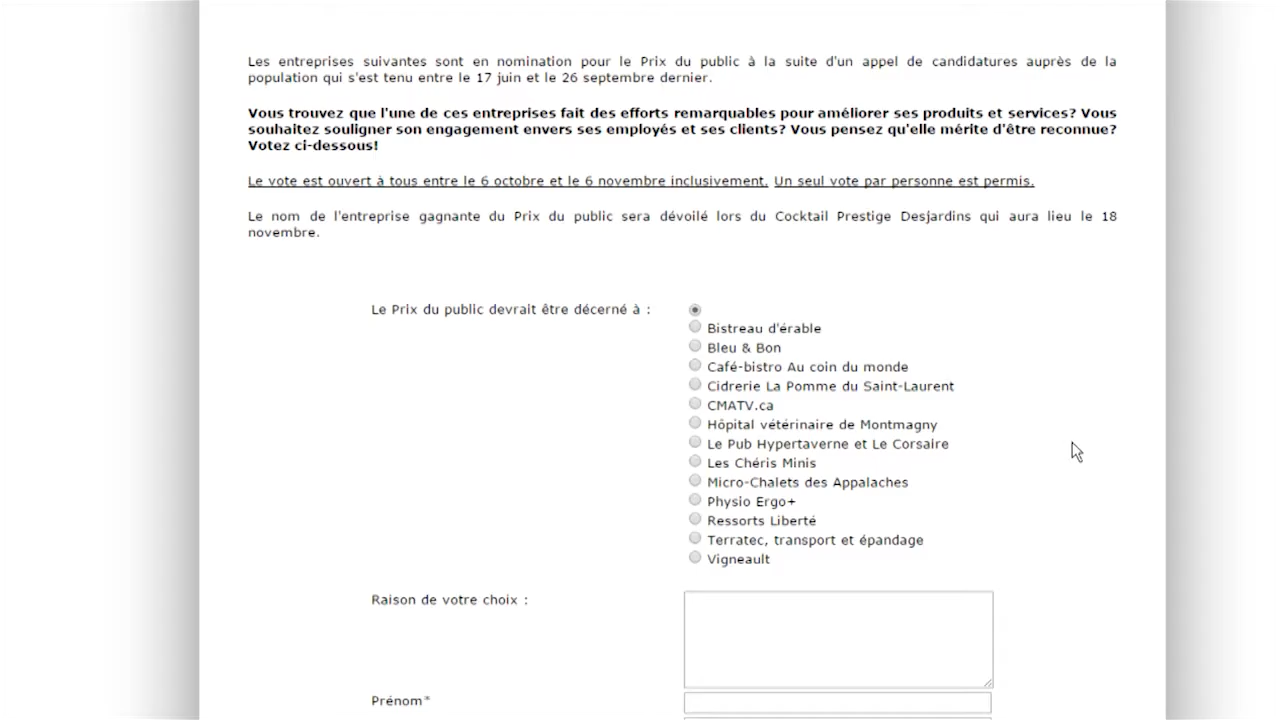 Les entreprises suivantes sont en nomination pour le Prix du public à la suite d'un appel de candidatures auprès de la
population qui s'est tenu entre le 17 juin et le 26 septembre dernier.
Vous trouvez que l'une de ces entreprises fait des efforts remarquables pour améliorer ses produits et services? Vous
souhaitez souligner son engagement envers ses employés et ses clients? Vous pensez qu'elle mérite d'être reconnue?
Votez ci-dessous!
Le vote est ouvert à tous entre le 6 octobre et le 6 novembre inclusivement. Un seul vote par personne est permis.
Le nom de l'entreprise gagnante du Prix du public sera dévoilé lors du Cocktail Prestige Desjardins qui aura lieu le 18
novembre.
Le Prix du public devrait être décerné à :
Bistreau d'érable
Bleu & Bon
Café-bistro Au coin du monde
Cidrerie La Pomme du Saint-Laurent
CMATV.ca
Hôpital vétérinaire de Montmagny
Le Pub Hypertaverne et Le Corsaire
Les Chéris Minis
Micro-Chalets des Appalaches
Physio Ergo+
Ressorts Liberté
Terratec, transport et épandage
Vigneault
Raison de votre choix :
Prénom*